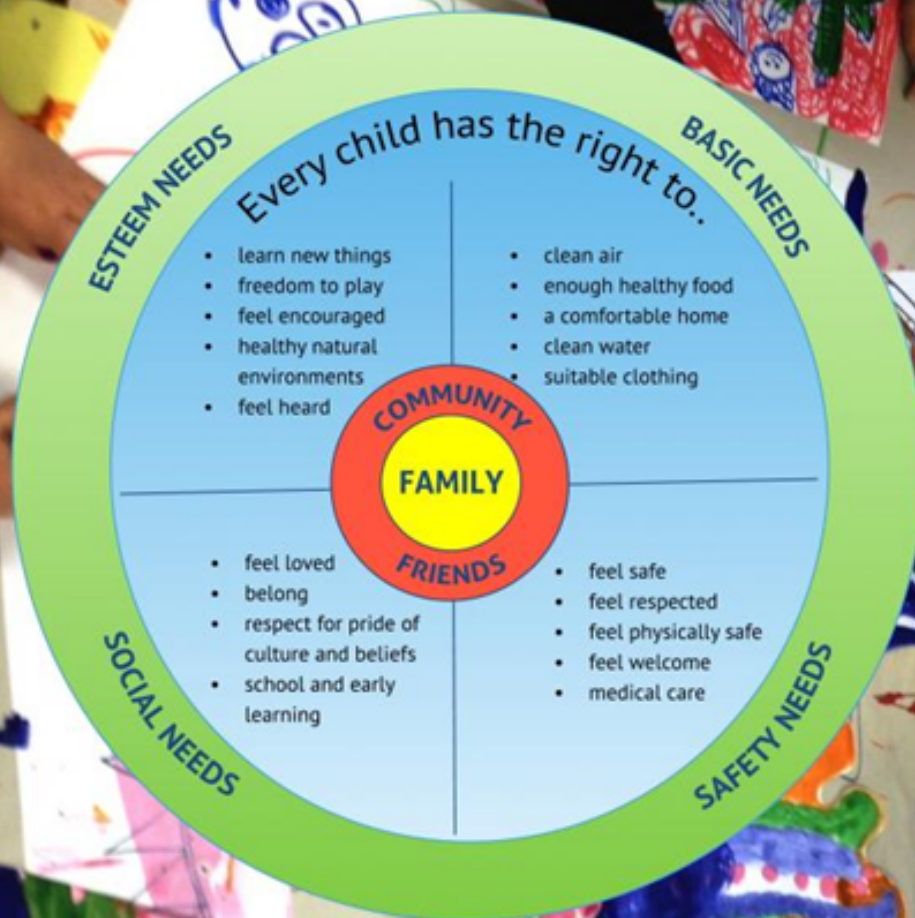 Every child has the right to..
ESTEEM NEEDS
• learn new things
• freedom to play
• feel encouraged
• healthy natural
environments
• feel heard
BASIC NEEDS
• clean air
• enough healthy food
• a comfortable home
• clean water
• suitable clothing
COMMUNITY
FAMILY
FRIENDS
SOCIAL NEEDS
• feel loved
• belong
• respect for pride of
culture and beliefs
• school and early
learning
SAFETY NEEDS
• feel safe
• feel respected
• feel physically safe
• feel welcome
• medical care